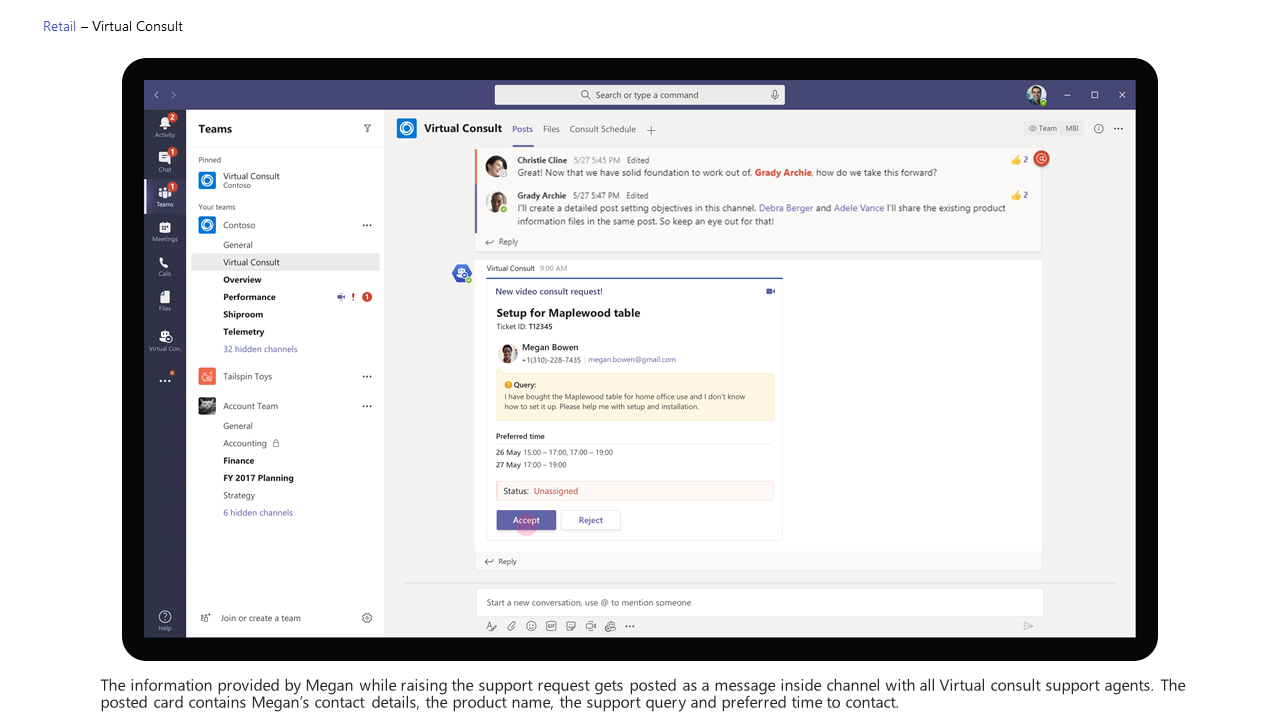 Retail – Virtual Consult
Search or type a command
2
Activity
1
Chat
1
Teams
Meetings
Calls
Files
Virtual Con.
Help
Teams
Pinned
Virtual Consult
Contoso
Your teams
Contoso
General
Virtual Consult
Overview
Performance ! 1
Shiproom
Telemetry
32 hidden channels
Tailspin Toys
Account Team
General
Accounting
Finance
FY 2017 Planning
Strategy
6 hidden channels
Join or create a team
Virtual Consult Posts Files Consult Schedule +
Team MBI
Christie Cline 5/27 5:45 PM Edited 2 @
Great! Now that we have solid foundation to work out of, Grady Archie, how do we take this forward?
Grady Archie 5/27 5:47 PM Edited 2
I'll create a detailed post setting objectives in this channel. Debra Berger and Adele Vance I'll share the existing product
information files in the same post. So keep an eye out for that!
Reply
Virtual Consult 9:00 AM
New video consult request!
Setup for Maplewood table
Ticket ID: T12345
Megan Bowen
+1(310)-228-7435 | megan.bowen@gmail.com
Query:
I have bought the Maplewood table for home office use and I don't know
how to set it up. Please help me with setup and installation.
Preferred time
26 May 15:00 – 17:00, 17:00 – 19:00
27 May 17:00 – 19:00
Status: Unassigned
Accept Reject
Reply
Start a new conversation, use @ to mention someone
GIF
The information provided by Megan while raising the support request gets posted as a message inside channel with all Virtual consult support agents. The
posted card contains Megan's contact details, the product name, the support query and preferred time to contact.